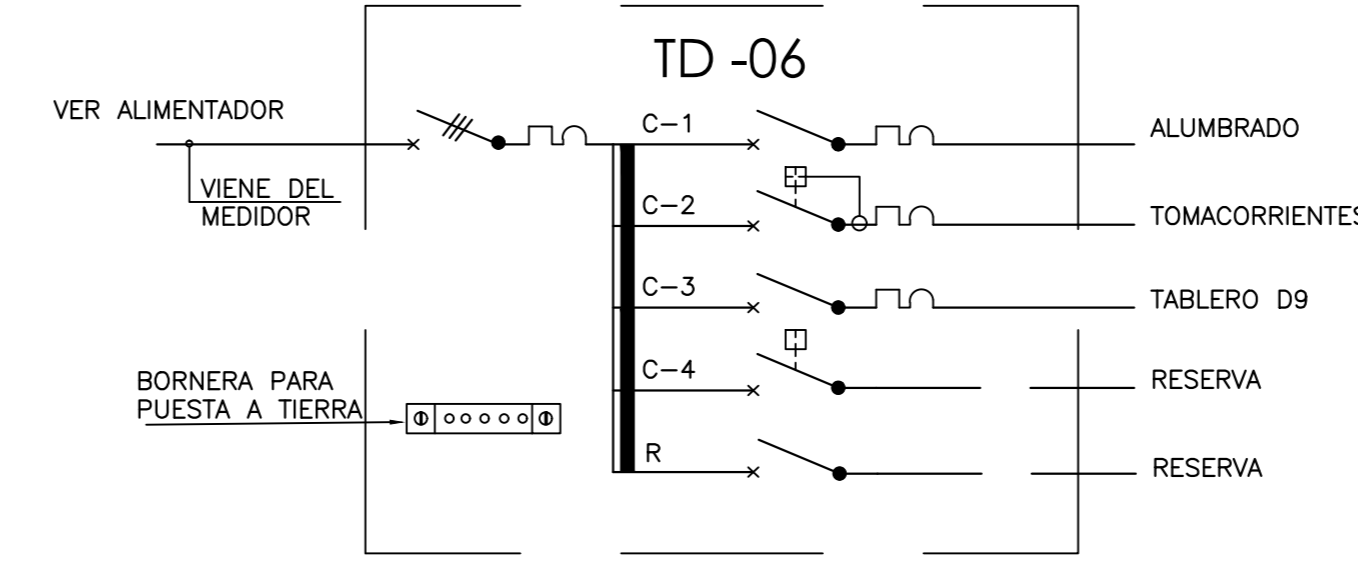 TD -06
VER ALIMENTADOR
VIENE DEL
MEDIDOR
C-1
ALUMBRADO
C-2
TOMACORRIENTES
C-3
TABLERO D9
C-4
RESERVA
BORNERA PARA
PUESTA A TIERRA
R
RESERVA